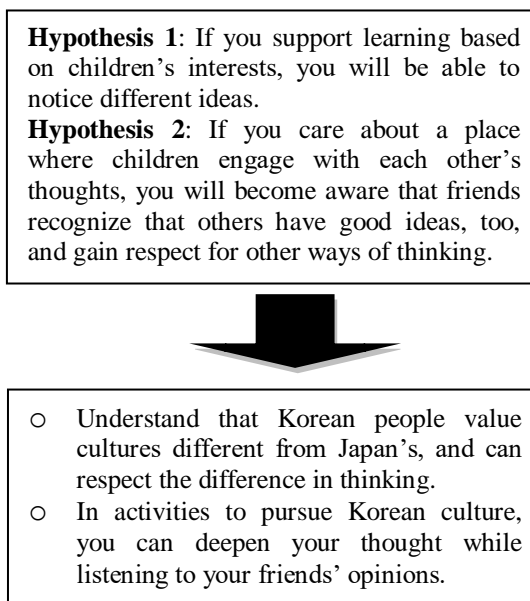 Hypothesis 1: If you support learning based
on children’s interests, you will be able to
notice different ideas.
Hypothesis 2: If you care about a place
where children engage with each other’s
thoughts, you will become aware that friends
recognize that others have good ideas, too,
and gain respect for other ways of thinking.
○ Understand that Korean people value
cultures different from Japan’s, and can
respect the difference in thinking.
○ In activities to pursue Korean culture,
you can deepen your thought while
listening to your friends’ opinions.